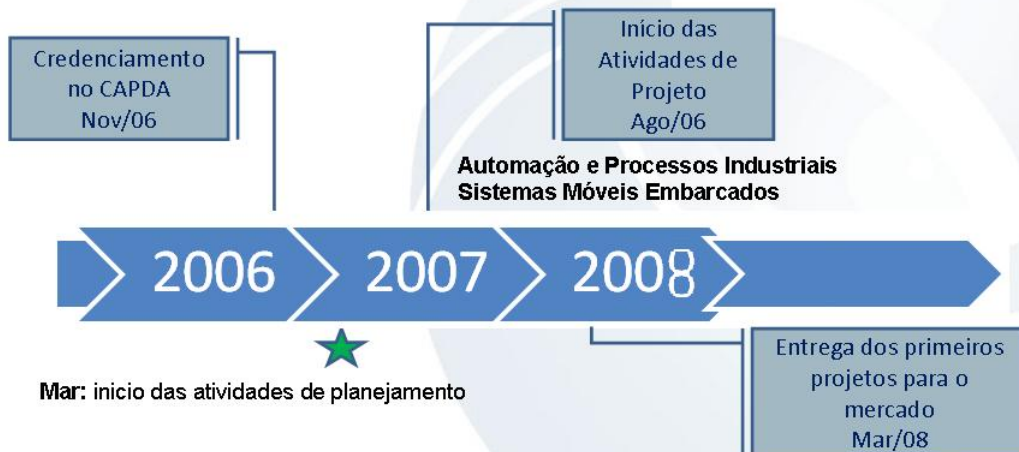 Credenciamento
no CAPDA
Nov/06
Início das
Atividades de
Projeto
Ago/06
Automação e Processos Industriais
Sistemas Móveis Embarcados
2006
2007
2008
Mar: inicio das atividades de planejamento
Entrega dos primeiros
projetos para o
mercado
Mar/08